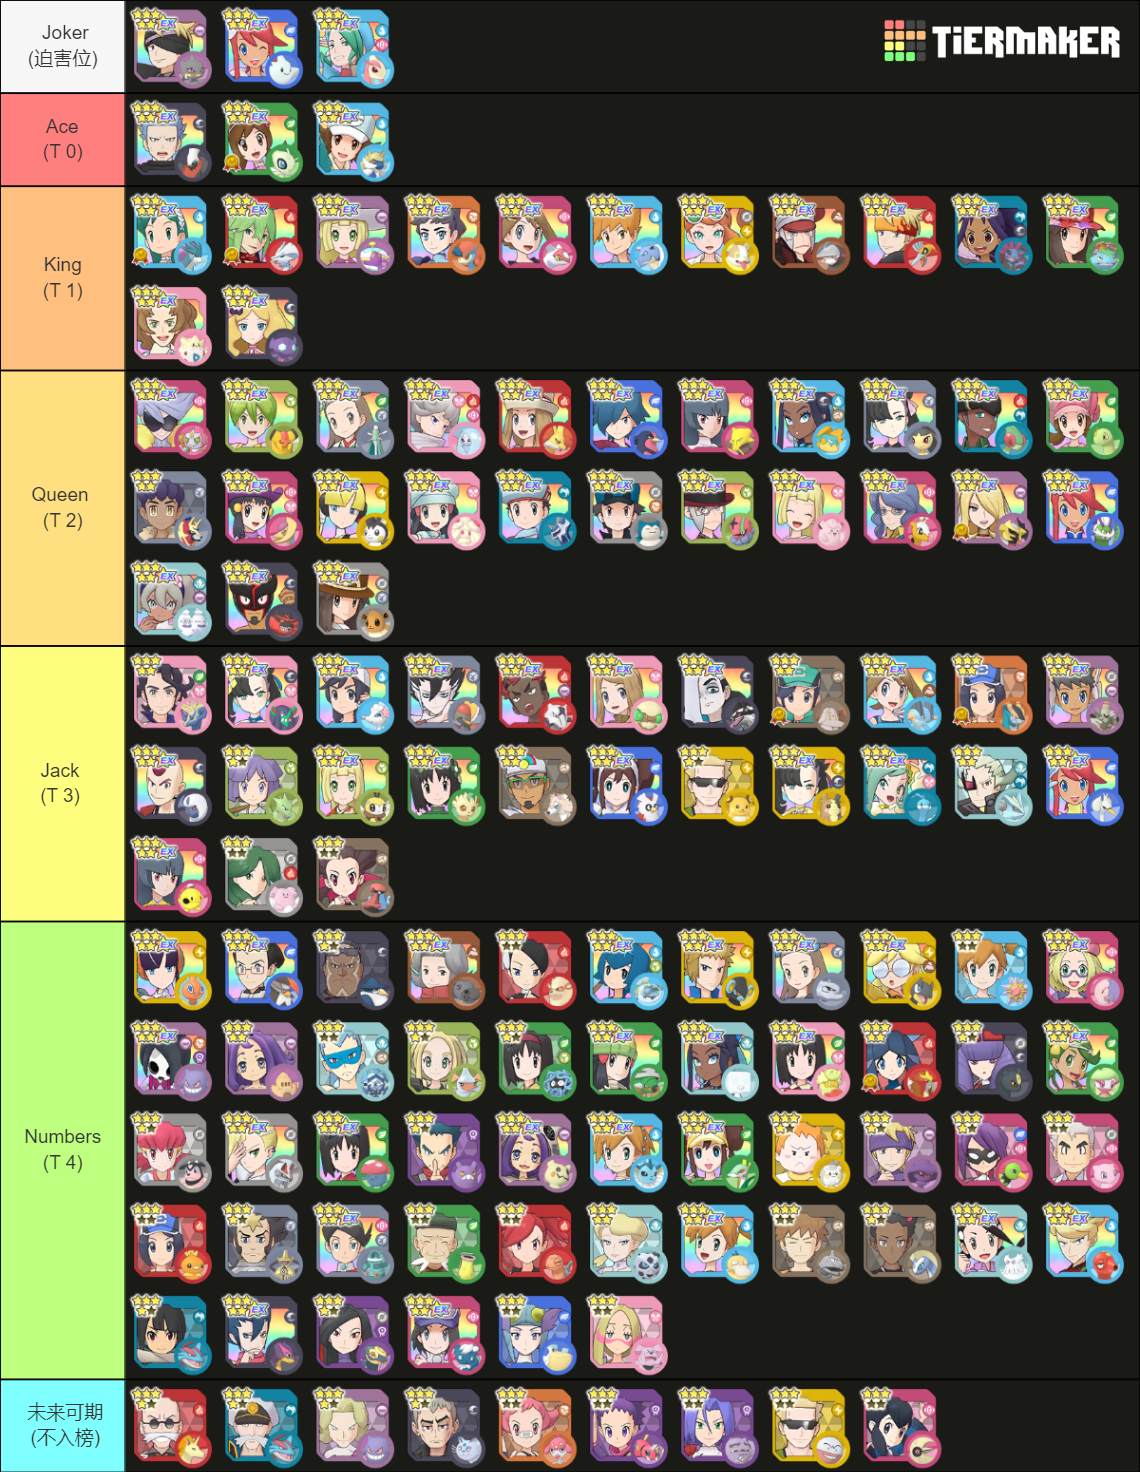 Joker
(迫害位)
TiERMAKER
Ace
(T 0)
King
(T 1)
Queen
(T 2)
Jack
(T 3)
Numbers
(T 4)
未来可期
(不入榜)